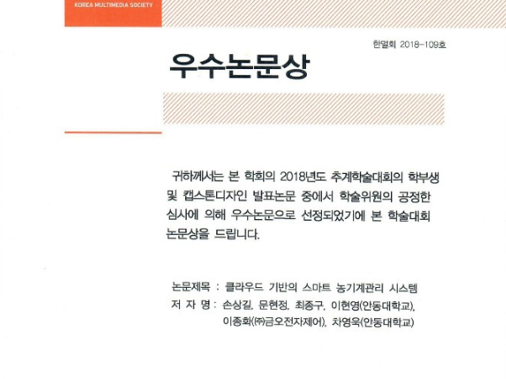 KOREA MULTIMEDIA SOCIETY
한멀회 2018-109호
우수논문상
귀하께서는 본 학회의 2018년도 추계학술대회의 학부생
및 캡스톤디자인 발표논문 중에서 학술위원의 공정한
심사에 의해 우수논문으로 선정되었기에 본 학술대회
논문상을 드립니다.
논문제목 : 클라우드 기반의 스마트 농기계관리 시스템
저 자 명 : 손상길, 문현정, 최종구, 이현영(안동대학교),
이종화(㈜금오전자제어), 차영욱(안동대학교)